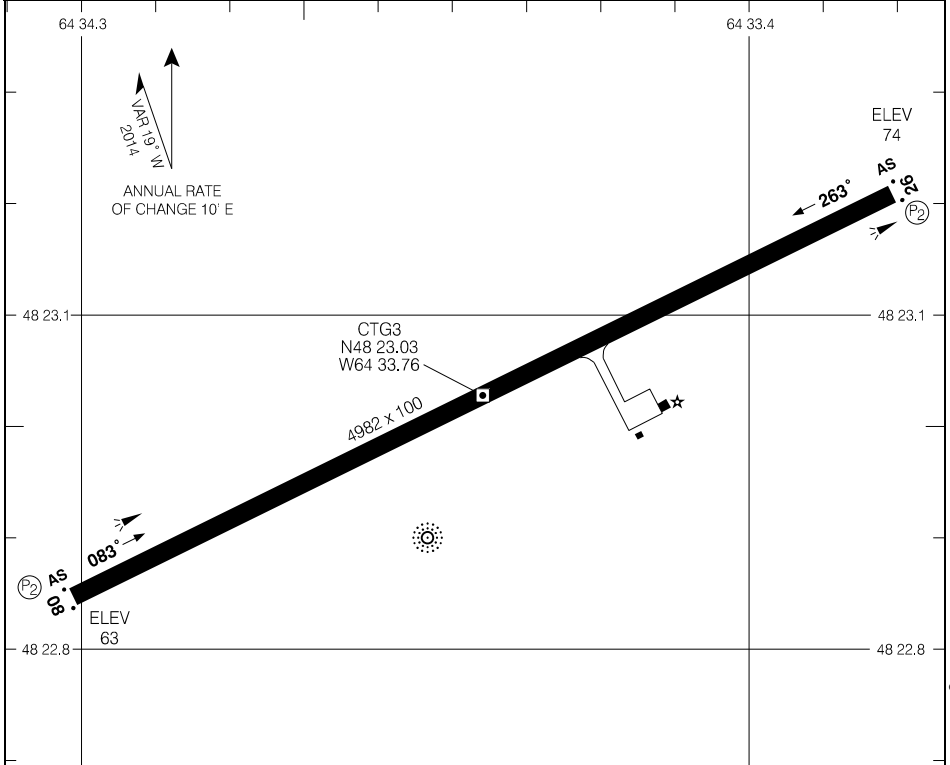 64 34.3
64 33.4
VAR 19° W
2014
ANNUAL RATE
OF CHANGE 10' E
ELEV
74
AS
26
P2
263°
48 23.1
48 23.1
CTG3
N48 23.03
W64 33.76
4982 x 100
083°
P2
AS
08
ELEV
63
48 22.8
48 22.8